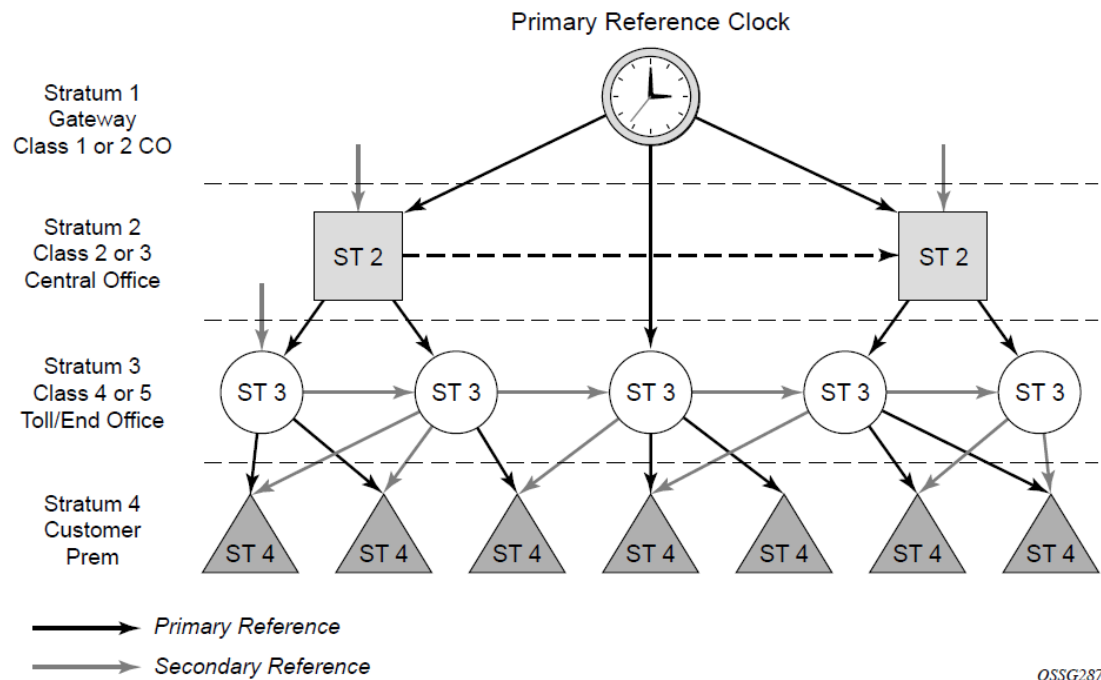 Primary Reference Clock
Stratum 1
Gateway
Class 1 or 2 CO
Stratum 2
Class 2 or 3
Central Office
ST 2
ST 2
Stratum 3
Class 4 or 5
Toll/End Office
ST 3
ST 3
ST 3
ST 3
ST 3
Stratum 4
Customer
Prem
ST 4
ST 4
ST 4
ST 4
ST 4
ST 4
ST 4
Primary Reference
Secondary Reference
OSSG287